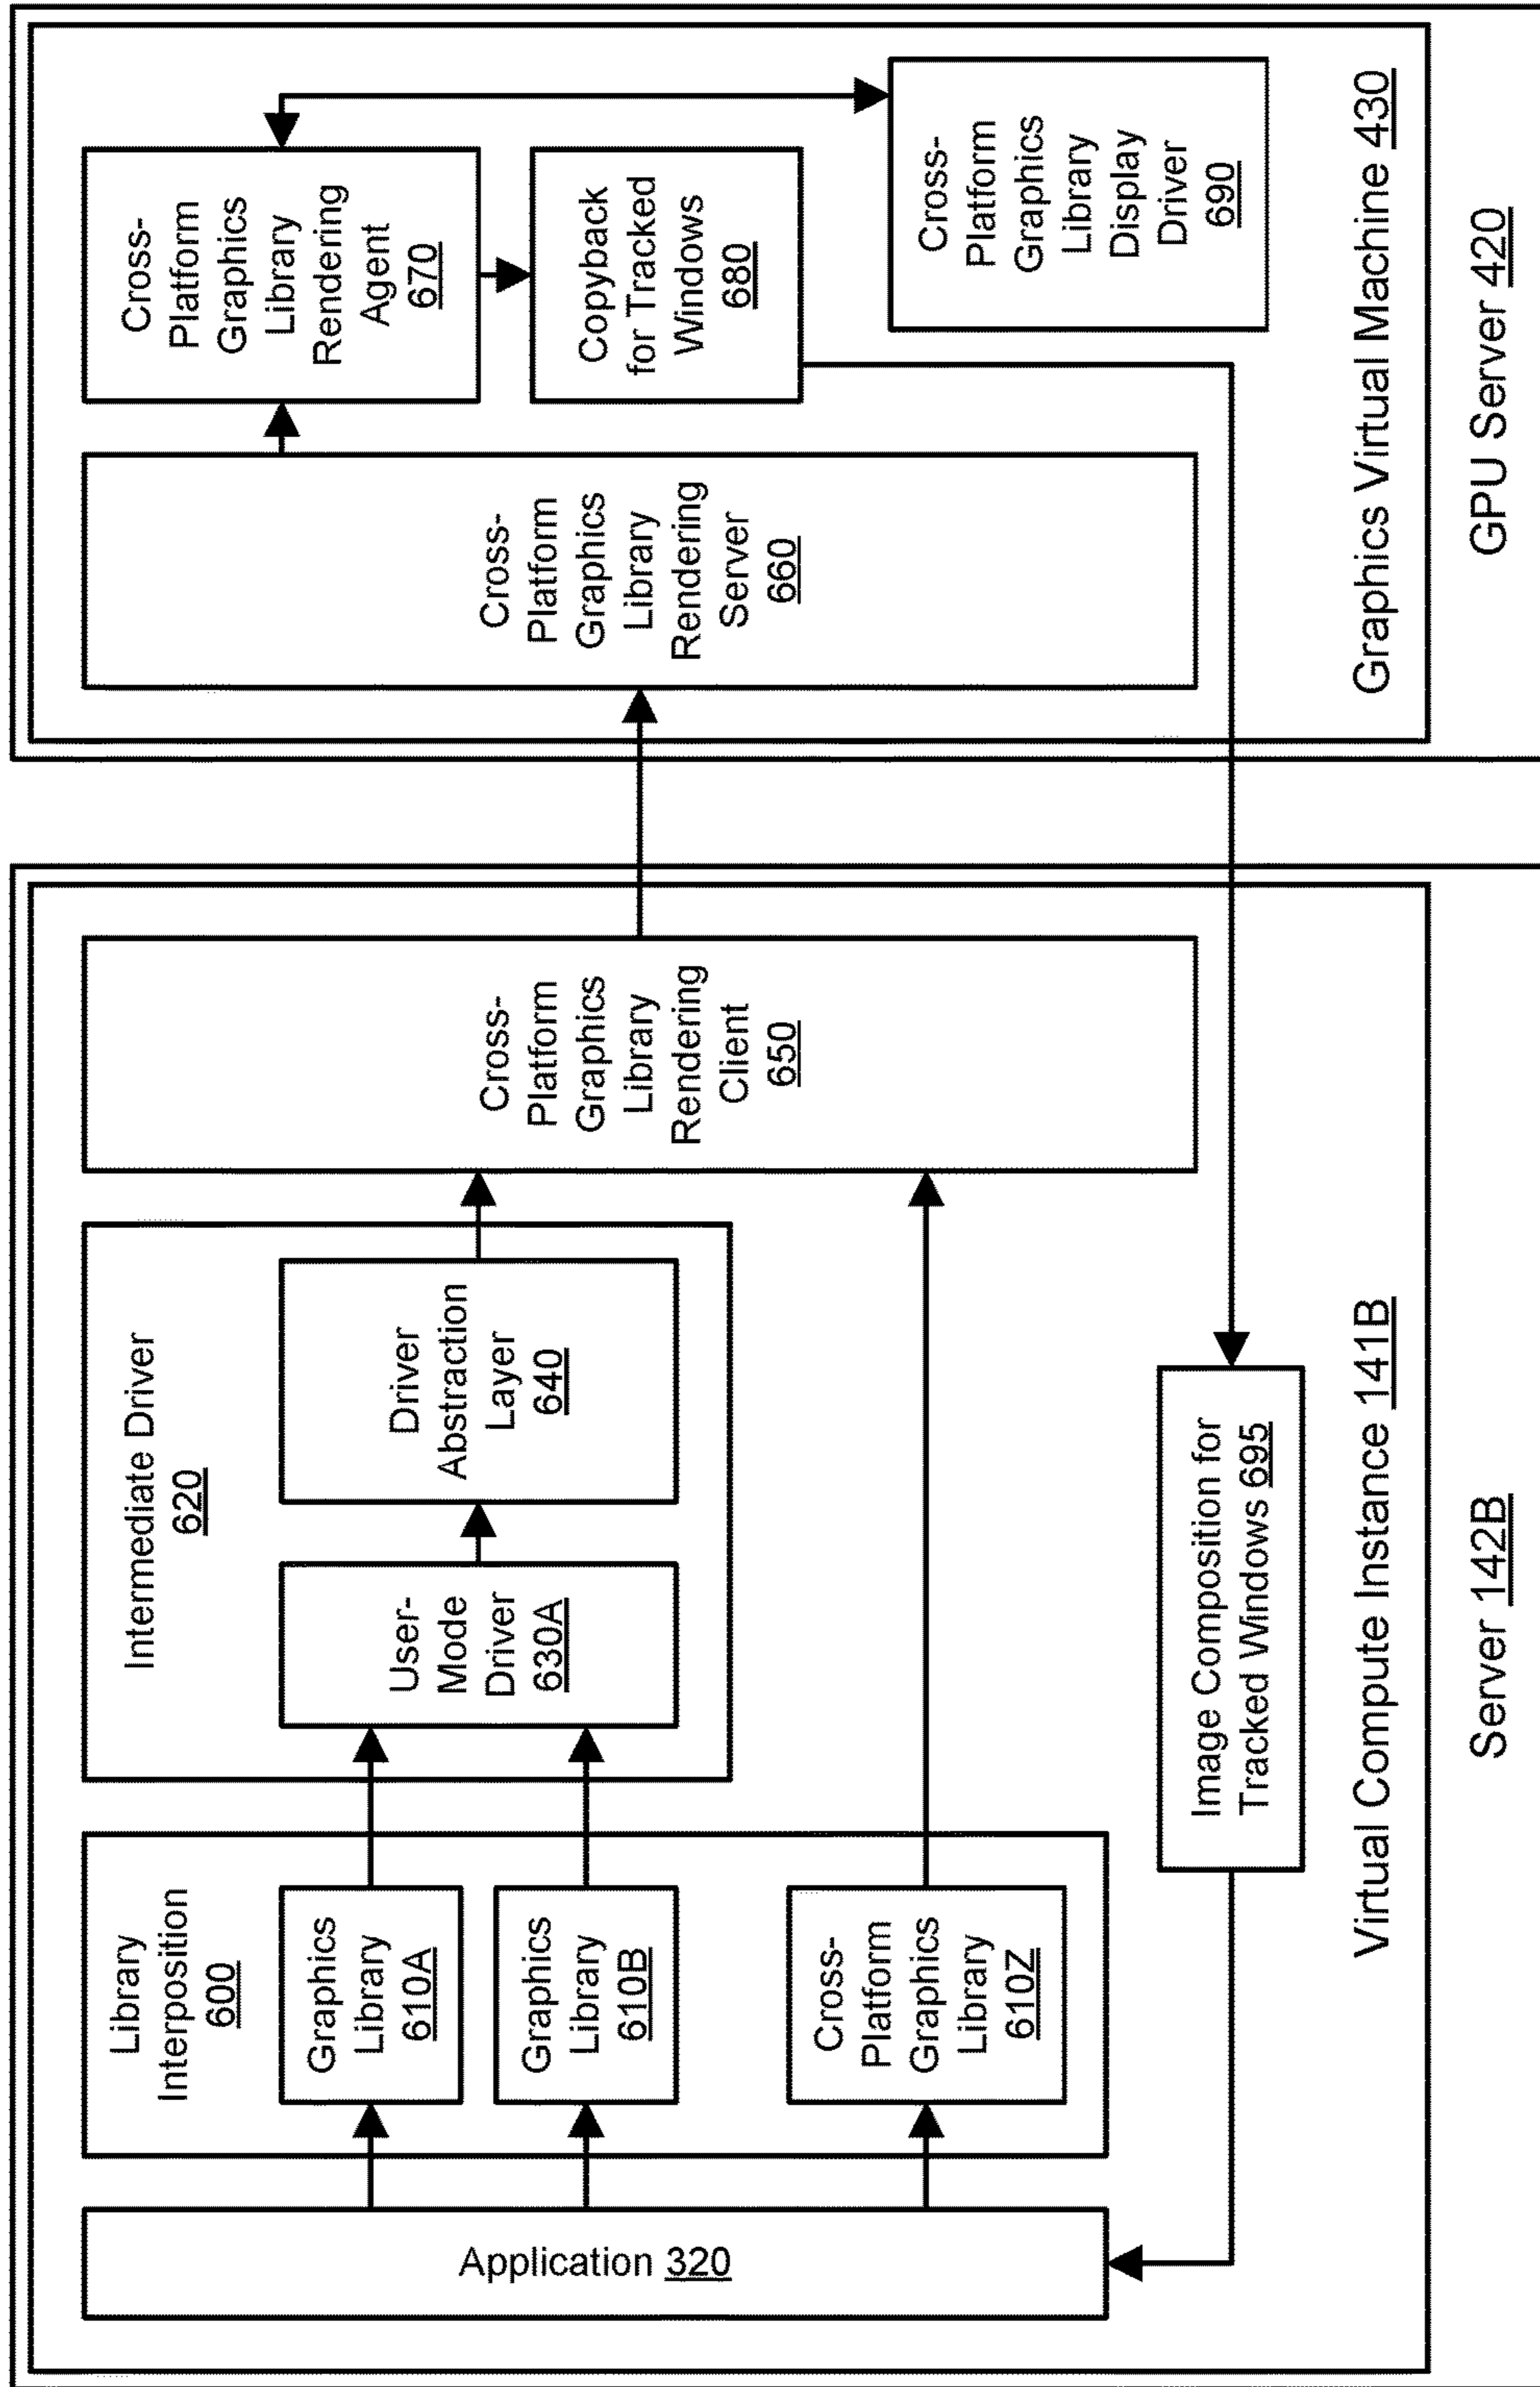 Application 320
Library
Interposition
600
Graphics
Library
610A
Graphics
Library
610B
Cross-
Platform
Graphics
Library
610Z
Intermediate Driver
620
User-
Mode
Driver
630A
Driver
Abstraction
Layer
640
Cross-
Platform
Graphics
Library
Rendering
Client
650
Image Composition for
Tracked Windows 695
Virtual Compute Instance 141B
Server 142B
Cross-
Platform
Graphics
Library
Rendering
Server
660
Cross-
Platform
Graphics
Library
Rendering
Agent
670
Copyback
for Tracked
Windows
680
Cross-
Platform
Graphics
Library
Display
Driver
690
Graphics Virtual Machine 430
GPU Server 420